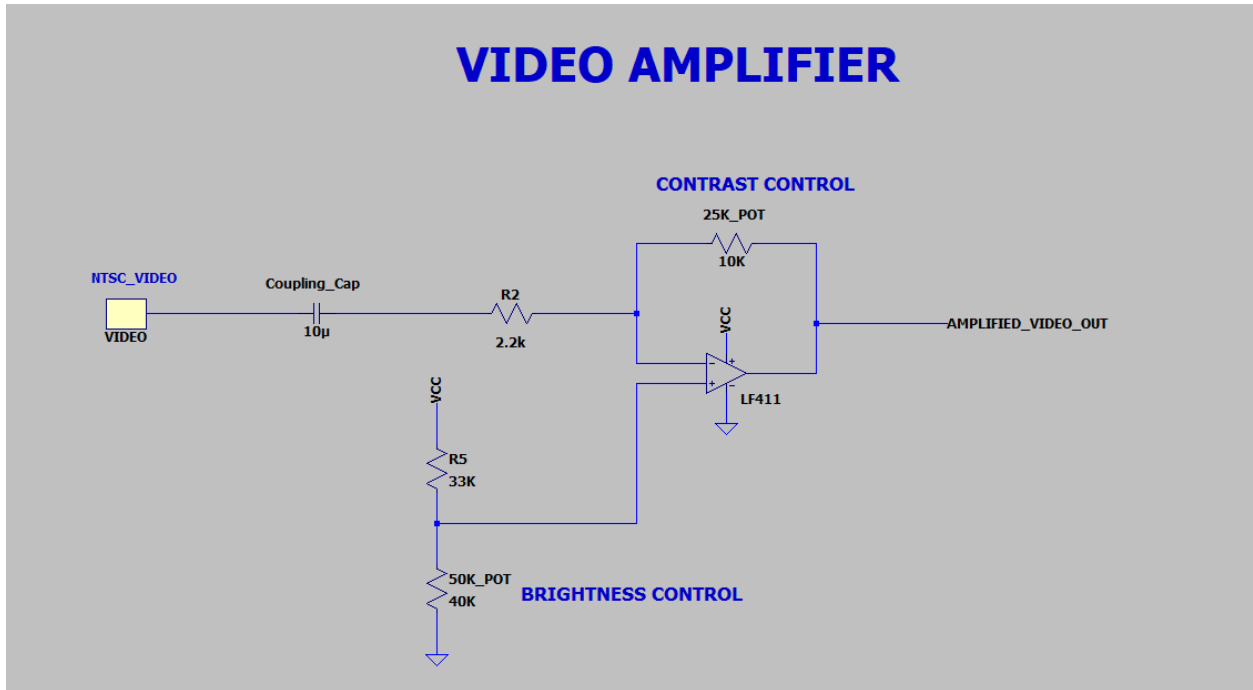 VIDEO AMPLIFIER
CONTRAST CONTROL
25K_POT
10K
NTSC_VIDEO
VIDEO
Coupling_Cap
10µ
R2
2.2k
VCC
AMPLIFIED_VIDEO_OUT
LF411
VCC
R5
33K
50K_POT
40K
BRIGHTNESS CONTROL